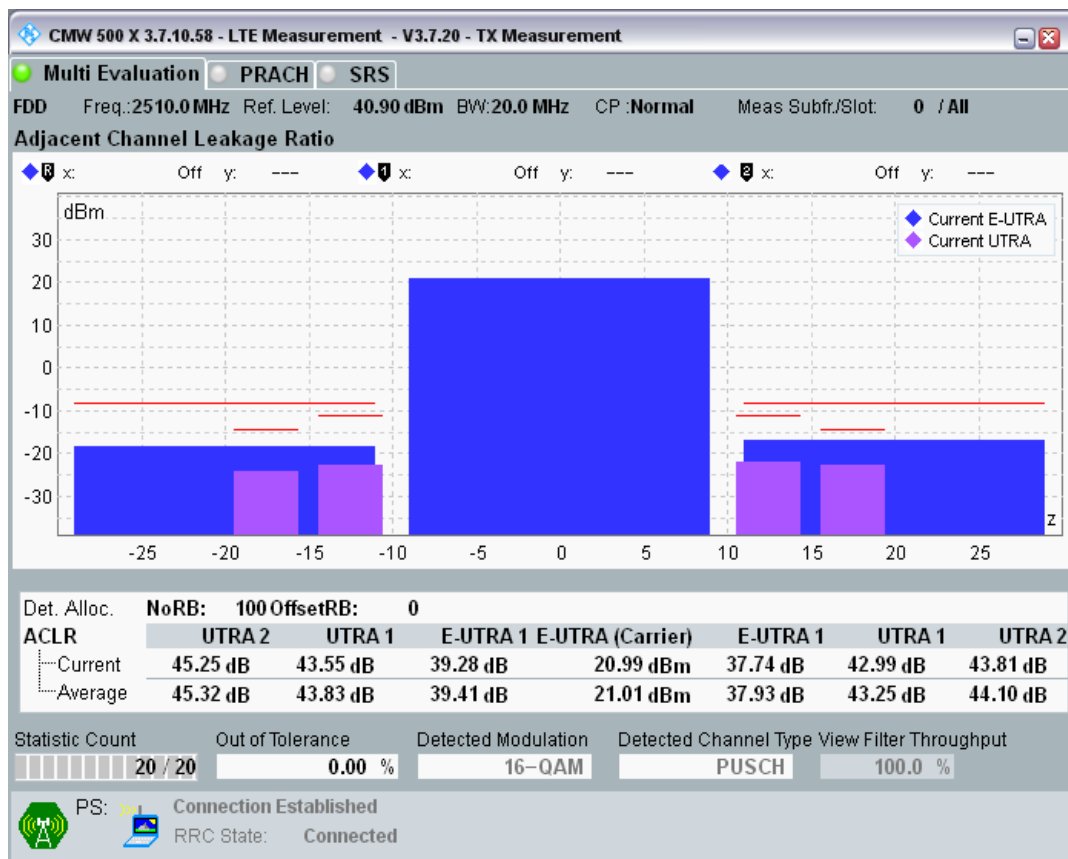 CMW 500 X 3.7.10.58 - LTE Measurement - V3.7.20 - TX Measurement
Multi Evaluation PRACH SRS
FDD Freq.:2510.0 MHz Ref. Level: 40.90 dBm BW:20.0 MHz CP :Normal Meas Subfr./Slot: 0 / All
Adjacent Channel Leakage Ratio
R x: Off y: --- 1 x: Off y: --- 2 x: Off y: ---
dBm
Current E-UTRA
Current UTRA
30
20
10
0
-10
-20
-30
z
-25 -20 -15 -10 -5 0 5 10 15 20 25
Det. Alloc. NoRB: 100 OffsetRB: 0
ACLR UTRA 2 UTRA 1 E-UTRA 1 E-UTRA (Carrier) E-UTRA 1 UTRA 1 UTRA 2
Current 45.25 dB 43.55 dB 39.28 dB 20.99 dBm 37.74 dB 42.99 dB 43.81 dB
Average 45.32 dB 43.83 dB 39.41 dB 21.01 dBm 37.93 dB 43.25 dB 44.10 dB
Statistic Count Out of Tolerance Detected Modulation Detected Channel Type View Filter Throughput
20 / 20 0.00 % 16-QAM PUSCH 100.0 %
PS: Connection Established
RRC State: Connected